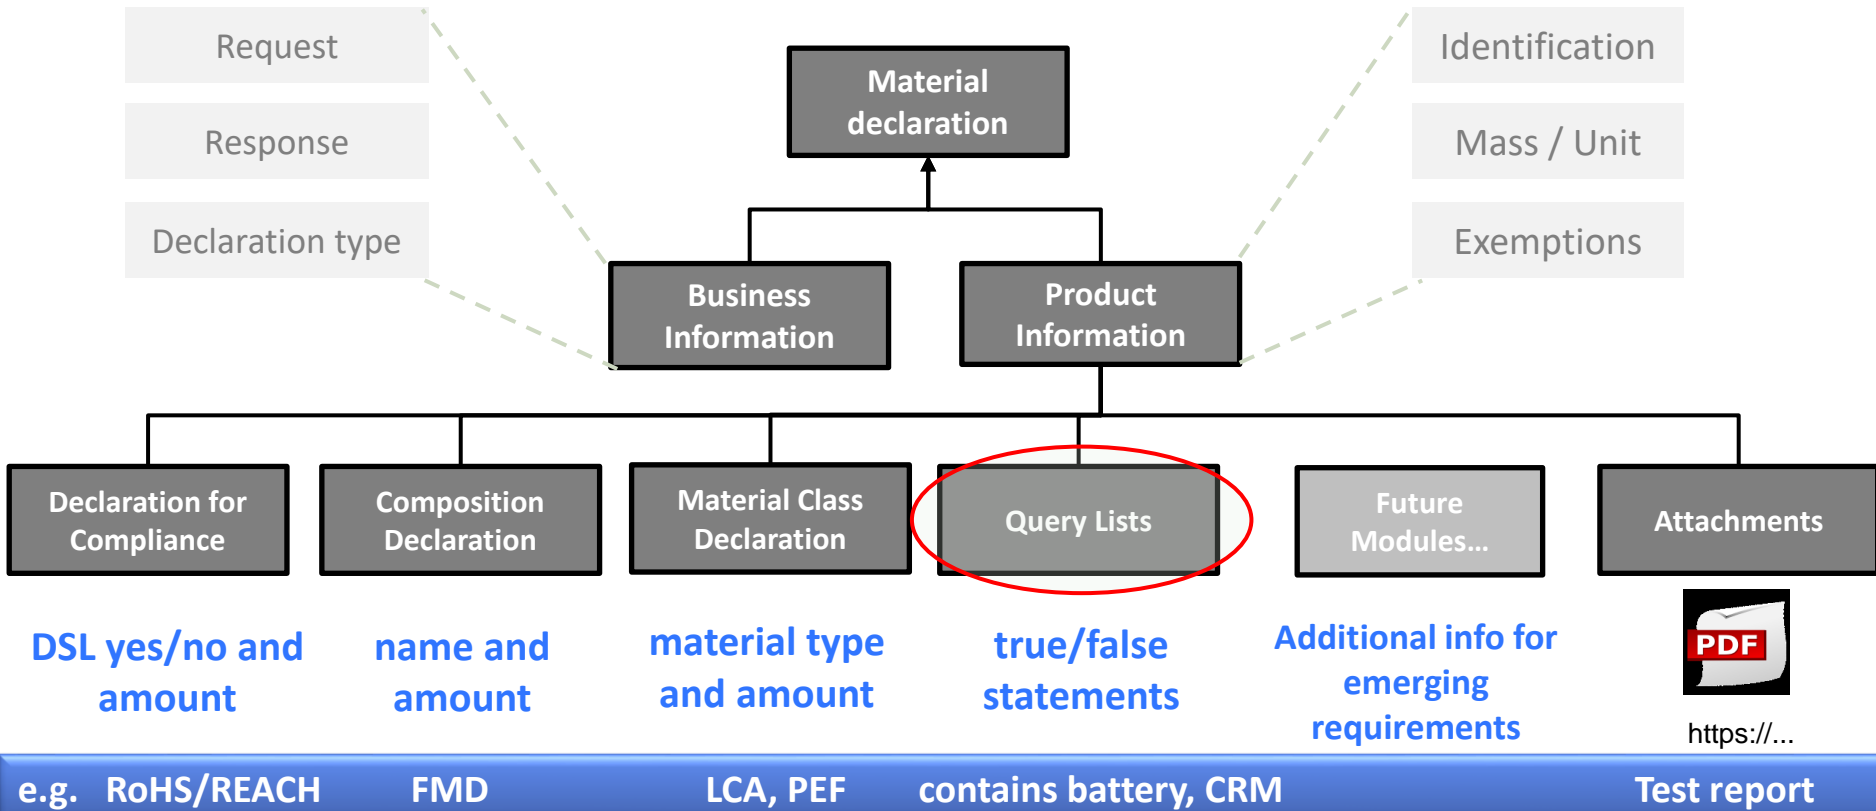 Request
Response
Declaration type
Material
declaration
Identification
Mass / Unit
Exemptions
Business
Information
Product
Information
Declaration for
Compliance
Composition
Declaration
Material Class
Declaration
Query Lists
Future
Modules...
Attachments
DSL yes/no and
amount
name and
amount
material type
and amount
true/false
statements
Additional info for
emerging
requirements
PDF
https://...
e.g. RoHS/REACH FMD LCA, PEF contains battery, CRM Test report